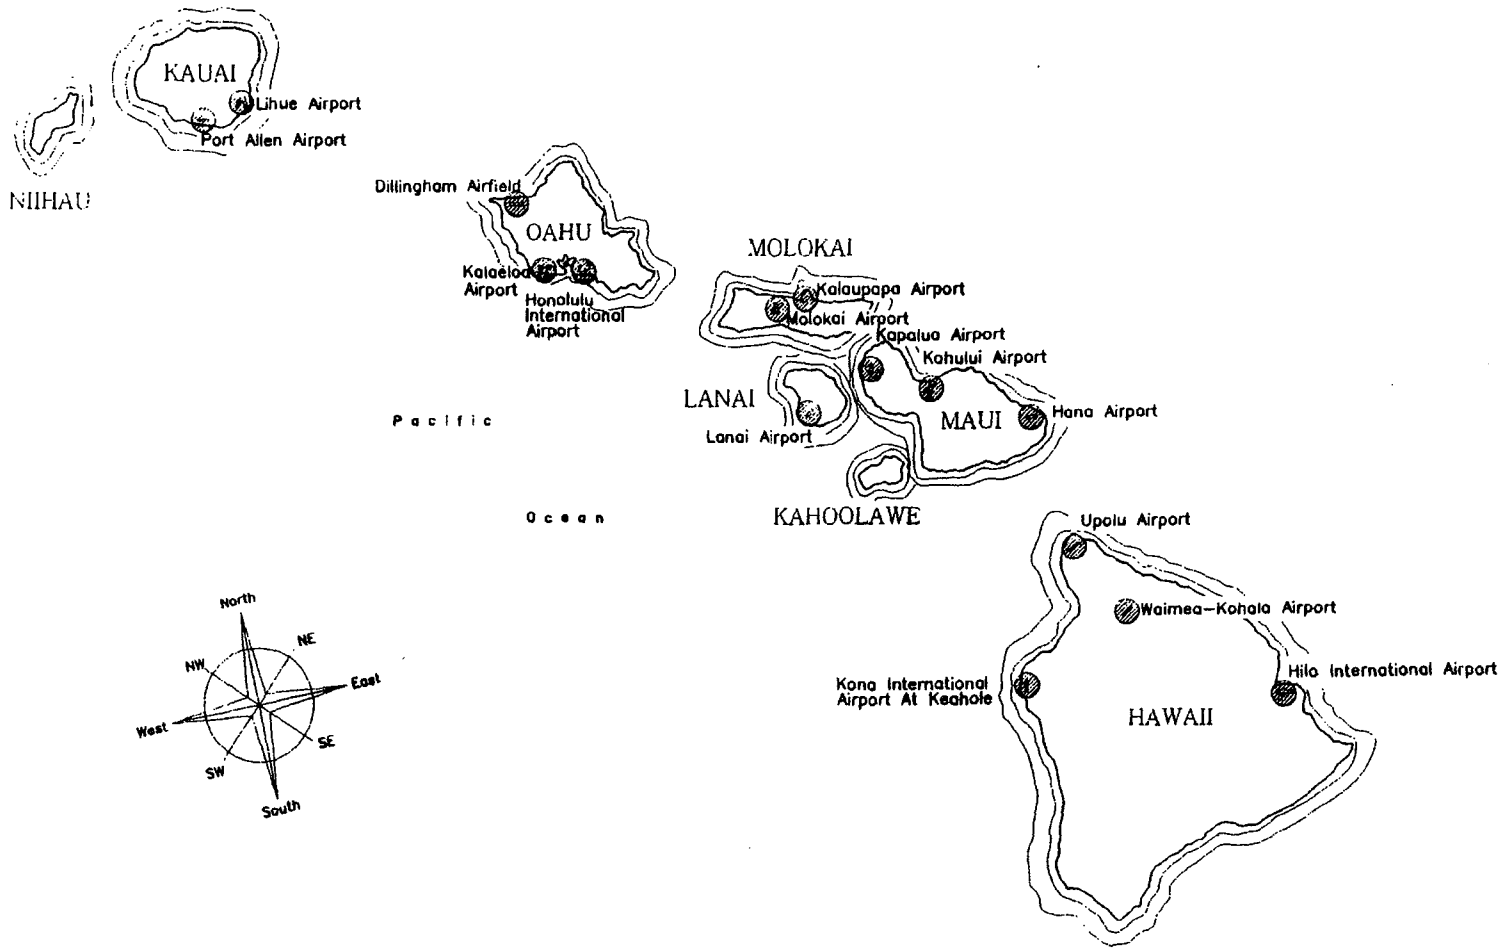 KAUAI
Lihue Airport
Port Allen Airport
NIIHAU
Dillingham Airfield
OAHU
Kalaeloa
Airport
Honolulu
International
Airport
MOLOKAI
Kalaupapa Airport
Molokai Airport
Kapalua Airport
Kahului Airport
LANAI
Lanai Airport
MAUI
Hana Airport
KAHOOLAWE
Pacific
Ocean
Upolu Airport
Waimea-Kohala Airport
Hilo International Airport
Kona International
Airport At Keahole
HAWAII
North
NE
NW
East
West
SE
SW
South